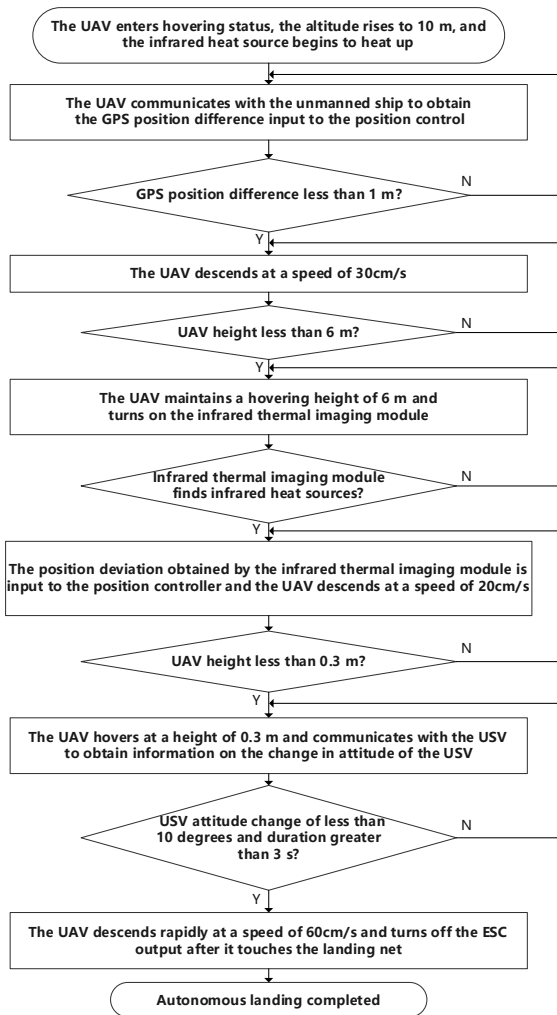 The UAV enters hovering status, the altitude rises to 10 m, and
the infrared heat source begins to heat up
The UAV communicates with the unmanned ship to obtain
the GPS position difference input to the position control
GPS position difference less than 1 m?
N
Y
The UAV descends at a speed of 30cm/s
UAV height less than 6 m?
N
Y
The UAV maintains a hovering height of 6 m and
turns on the infrared thermal imaging module
Infrared thermal imaging module
finds infrared heat sources?
N
Y
The position deviation obtained by the infrared thermal imaging module is
input to the position controller and the UAV descends at a speed of 20cm/s
UAV height less than 0.3 m?
N
Y
The UAV hovers at a height of 0.3 m and communicates with the USV
to obtain information on the change in attitude of the USV
USV attitude change of less than
10 degrees and duration greater
than 3 s?
N
Y
The UAV descends rapidly at a speed of 60cm/s and turns off the ESC
output after it touches the landing net
Autonomous landing completed